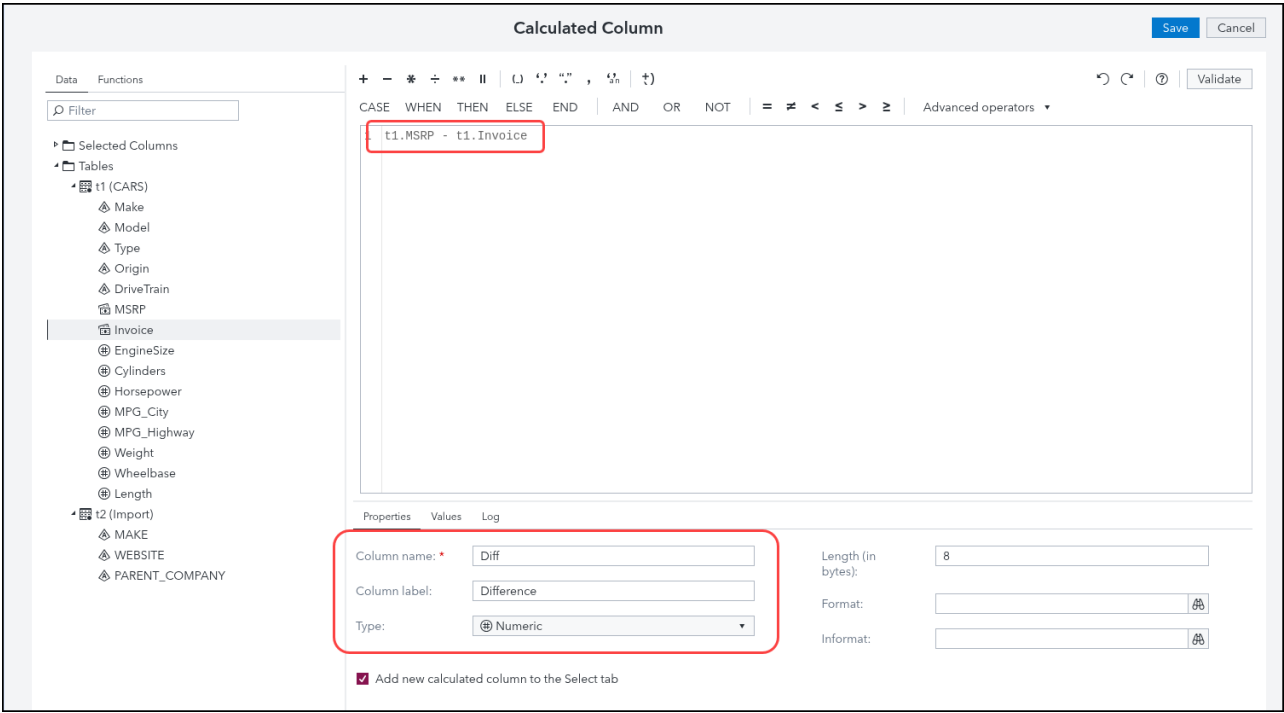 Calculated Column
Save Cancel
Data Functions
Filter
Selected Columns
Tables
t1 (CARS)
Make
Model
Type
Origin
DriveTrain
MSRP
Invoice
EngineSize
Cylinders
Horsepower
MPG_City
MPG_Highway
Weight
Wheelbase
Length
t2 (Import)
MAKE
WEBSITE
PARENT_COMPANY
+ − * ÷ ** || (..) ‘.’ “.” , ‘.’n †)
Validate
CASE WHEN THEN ELSE END AND OR NOT = ≠ < ≤ > ≥ Advanced operators
1 t1.MSRP - t1.Invoice
Properties Values Log
Column name: * Diff
Column label: Difference
Type: Numeric
Length (in bytes): 8
Format:
Informat:
Add new calculated column to the Select tab